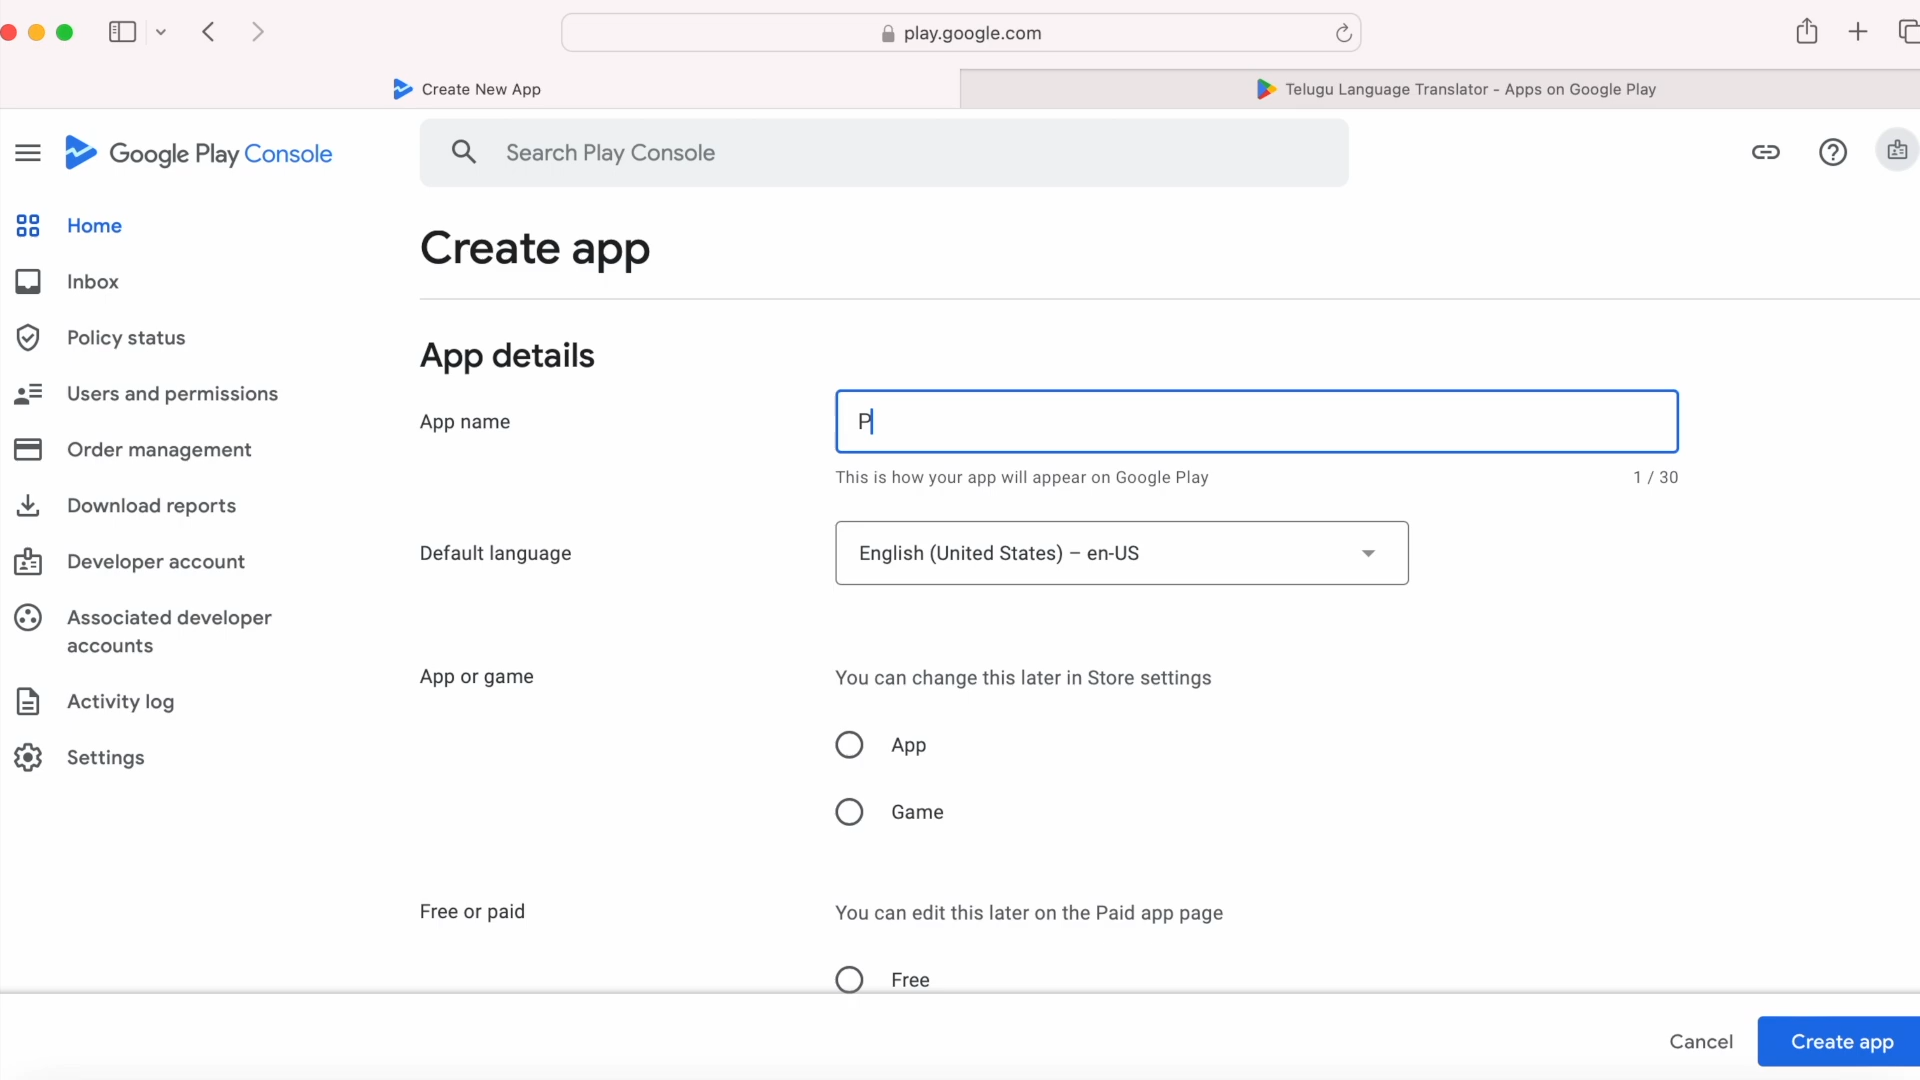 play.google.com
Create New App
Telugu Language Translator - Apps on Google Play
Google Play Console
Search Play Console
Home
Inbox
Policy status
Users and permissions
Order management
Download reports
Developer account
Associated developer
accounts
Activity log
Settings
Create app
App details
App name
P
This is how your app will appear on Google Play
1 / 30
Default language
English (United States) – en-US
App or game
You can change this later in Store settings
App
Game
Free or paid
You can edit this later on the Paid app page
Free
Cancel
Create app